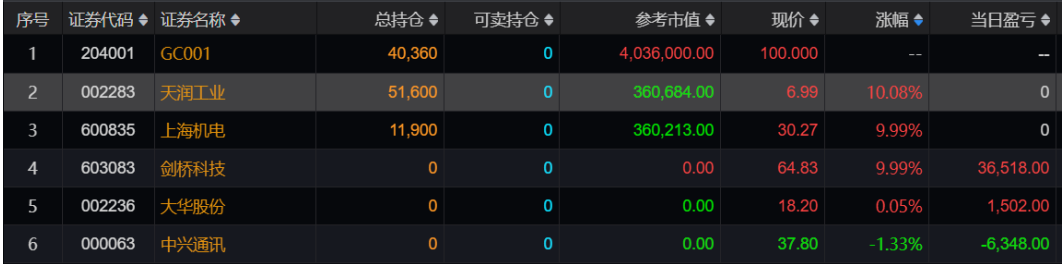 序号 证券代码 证券名称 总持仓 可卖持仓 参考市值 现价 涨幅 当日盈亏
1 204001 GC001 40,360 0 4,036,000.00 100.000 -- --
2 002283 天润工业 51,600 0 360,684.00 6.99 10.08% 0
3 600835 上海机电 11,900 0 360,213.00 30.27 9.99% 0
4 603083 剑桥科技 0 0 0.00 64.83 9.99% 36,518.00
5 002236 大华股份 0 0 0.00 18.20 0.05% 1,502.00
6 000063 中兴通讯 0 0 0.00 37.80 -1.33% -6,348.00